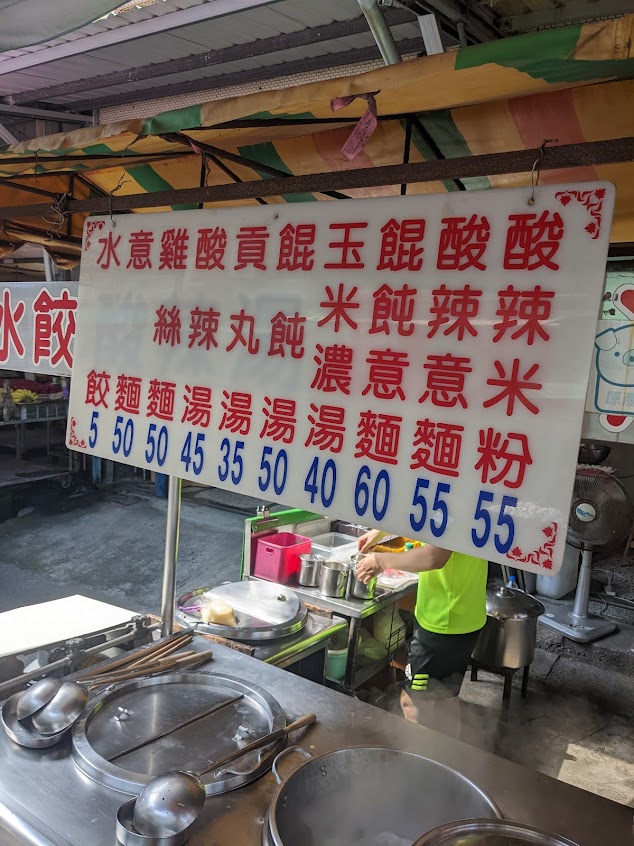 酸辣米粉 55
酸辣意麵 55
餛飩意麵 60
玉米濃湯 40
餛飩湯 50
貢丸湯 35
酸辣湯 45
雞絲麵 50
意麵 50
水餃 5
水餃